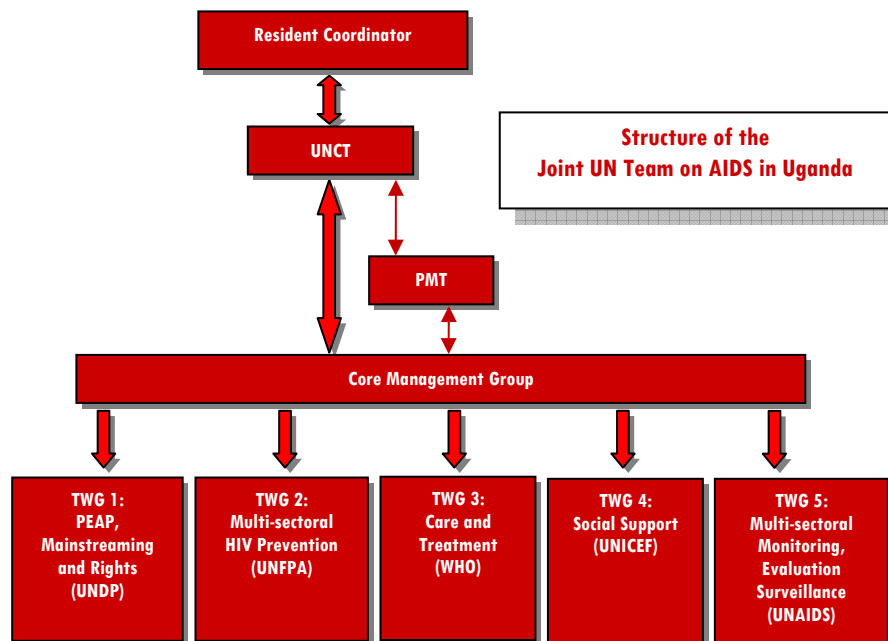 Resident Coordinator
UNCT
Structure of the
Joint UN Team on AIDS in Uganda
PMT
Core Management Group
TWG 1:
PEAP,
Mainstreaming
and Rights
(UNDP)
TWG 2:
Multi-sectoral
HIV Prevention
(UNFPA)
TWG 3:
Care and
Treatment
(WHO)
TWG 4:
Social Support
(UNICEF)
TWG 5:
Multi-sectoral
Monitoring,
Evaluation
Surveillance
(UNAIDS)